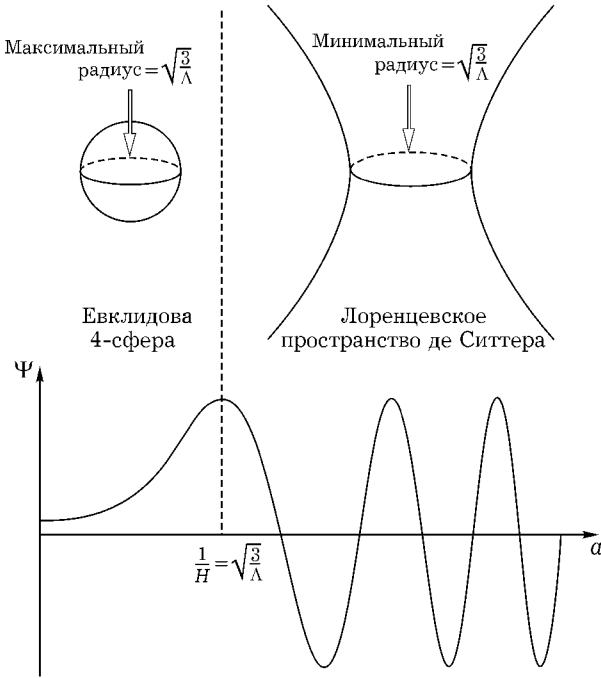 Максимальный
радиус = √3/Λ
Минимальный
радиус = √3/Λ
Евклидова
4-сфера
Лоренцевское
пространство де Ситтера
Ψ
a
1/H = √3/Λ